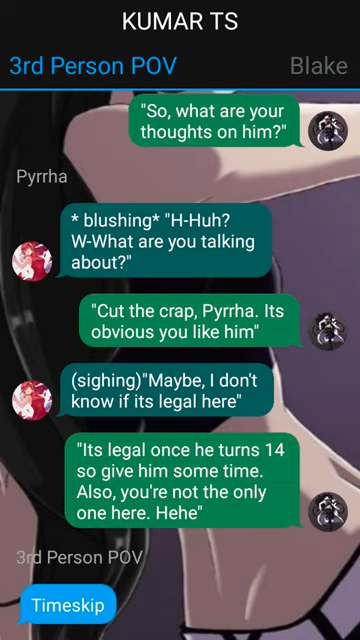 KUMAR TS
3rd Person POV
Blake
"So, what are your
thoughts on him?"
Pyrrha
* blushing* "H-Huh?
W-What are you talking
about?"
"Cut the crap, Pyrrha. Its
obvious you like him"
(sighing)"Maybe, I don't
know if its legal here"
"Its legal once he turns 14
so give him some time.
Also, you're not the only
one here. Hehe"
3rd Person POV
Timeskip